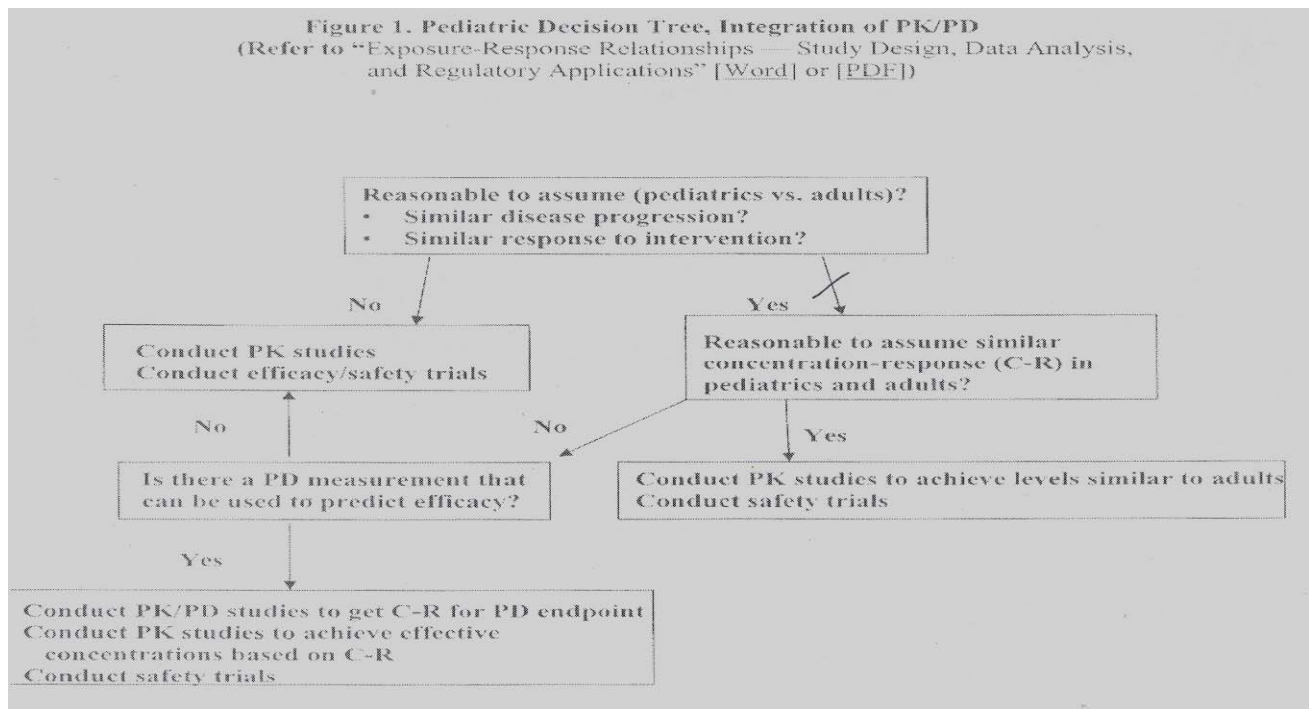 Figure 1. Pediatric Decision Tree, Integration of PK/PD
(Refer to “Exposure-Response Relationships — Study Design, Data Analysis,
and Regulatory Applications” [Word] or [PDF])
Reasonable to assume (pediatrics vs. adults)?
• Similar disease progression?
• Similar response to intervention?
No
Yes
Conduct PK studies
Conduct efficacy/safety trials
Reasonable to assume similar
concentration-response (C-R) in
pediatrics and adults?
No
No
Yes
Is there a PD measurement that
can be used to predict efficacy?
Conduct PK studies to achieve levels similar to adults
Conduct safety trials
Yes
Conduct PK/PD studies to get C-R for PD endpoint
Conduct PK studies to achieve effective
concentrations based on C-R
Conduct safety trials